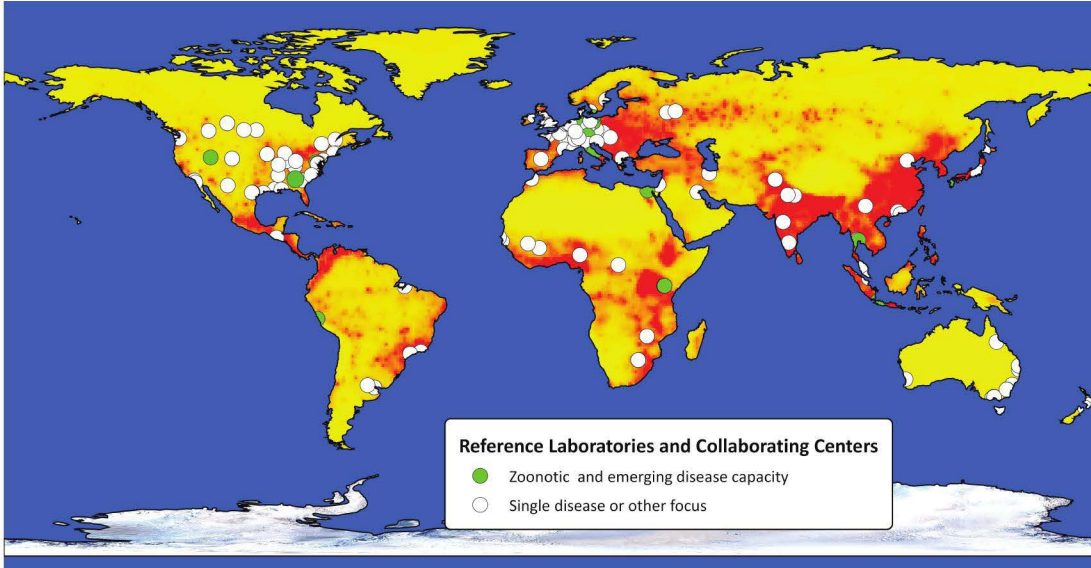 Reference Laboratories and Collaborating Centers
Zoonotic and emerging disease capacity
Single disease or other focus